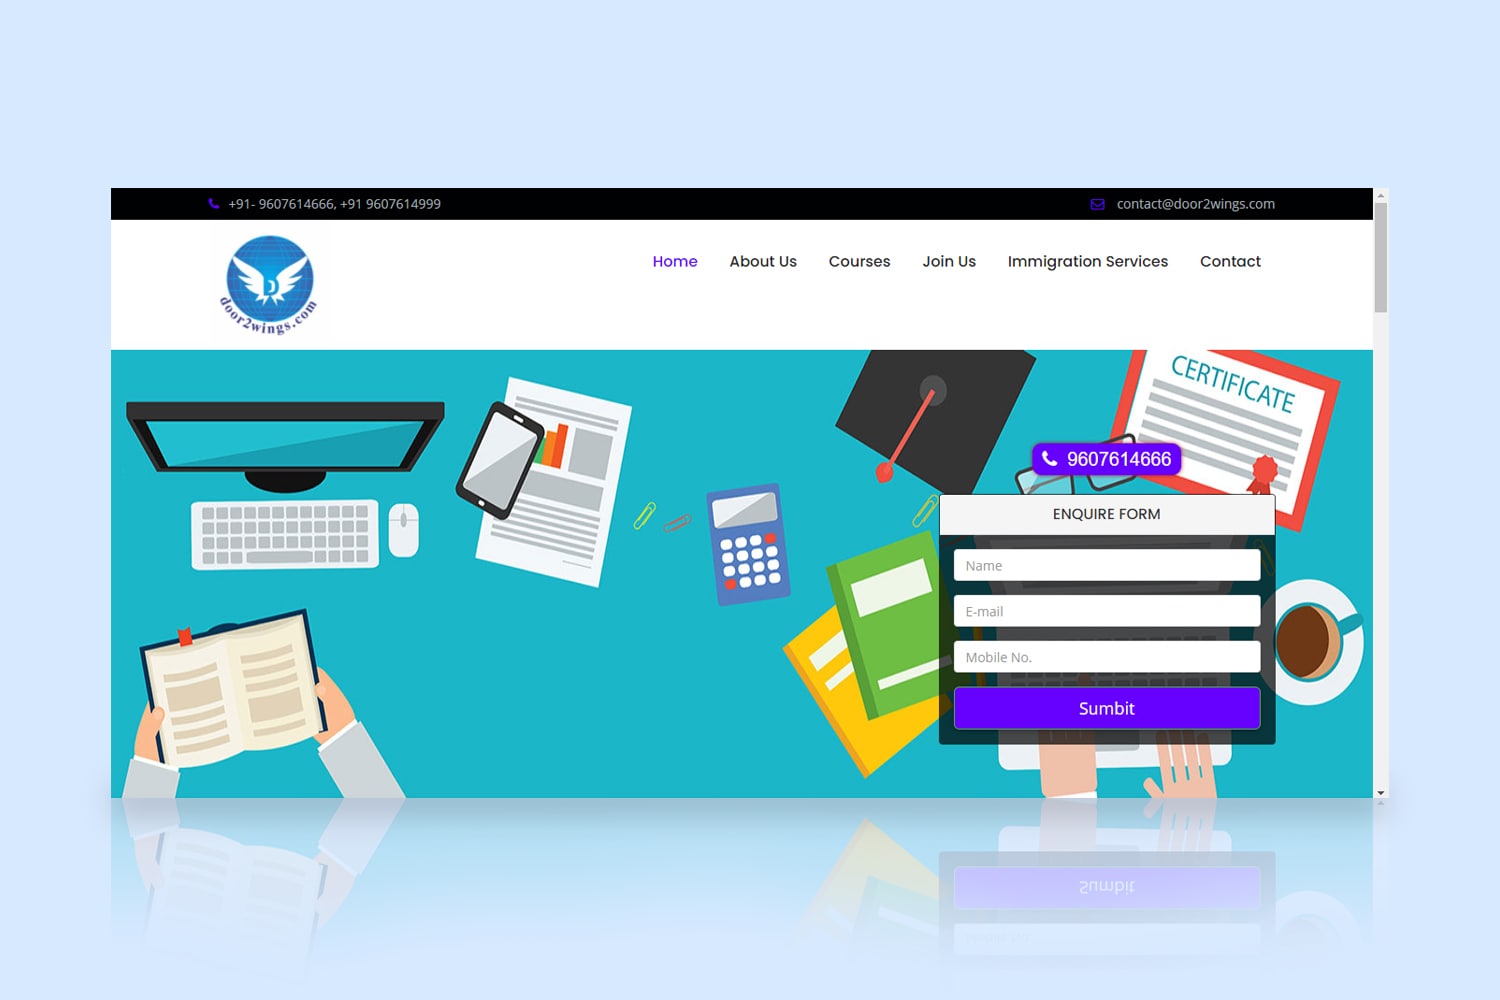 +91- 9607614666, +91 9607614999
contact@door2wings.com
D
door2wings.com
Home
About Us
Courses
Join Us
Immigration Services
Contact
CERTIFICATE
9607614666
ENQUIRE FORM
Name
E-mail
Mobile No.
Sumbit
Sumbit